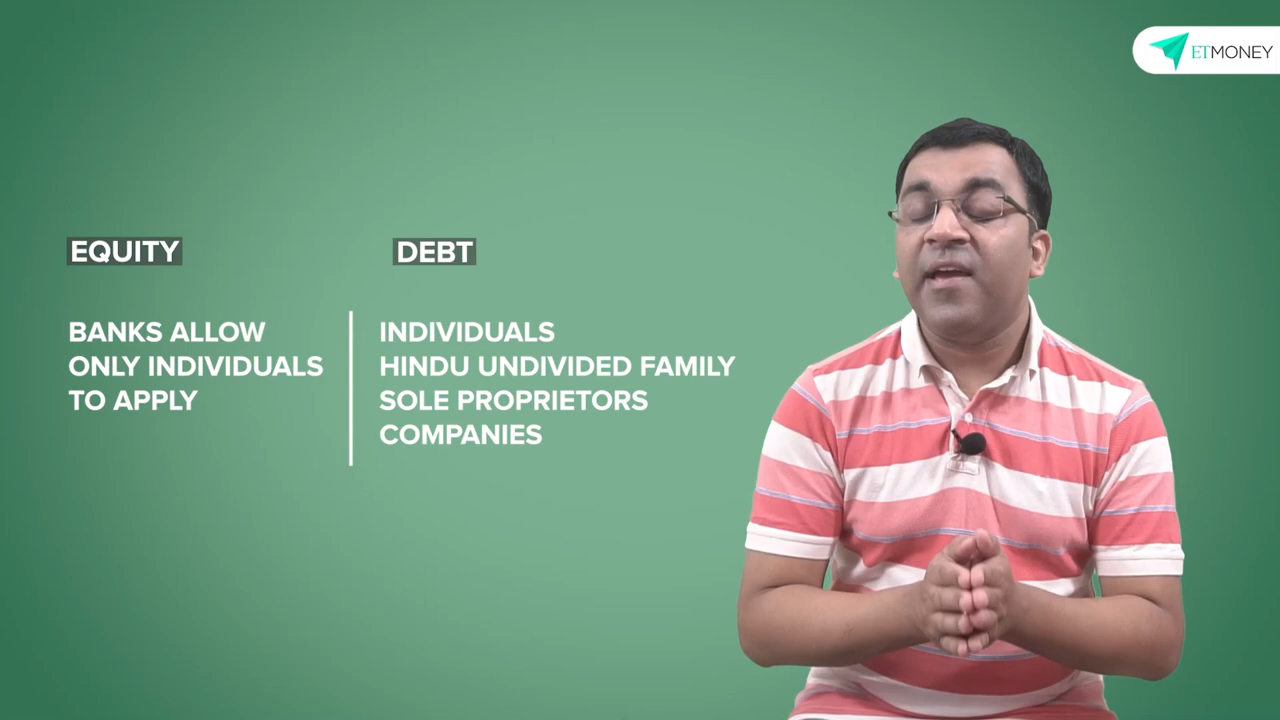 ETMONEY
EQUITY
BANKS ALLOW
ONLY INDIVIDUALS
TO APPLY
DEBT
INDIVIDUALS
HINDU UNDIVIDED FAMILY
SOLE PROPRIETORS
COMPANIES